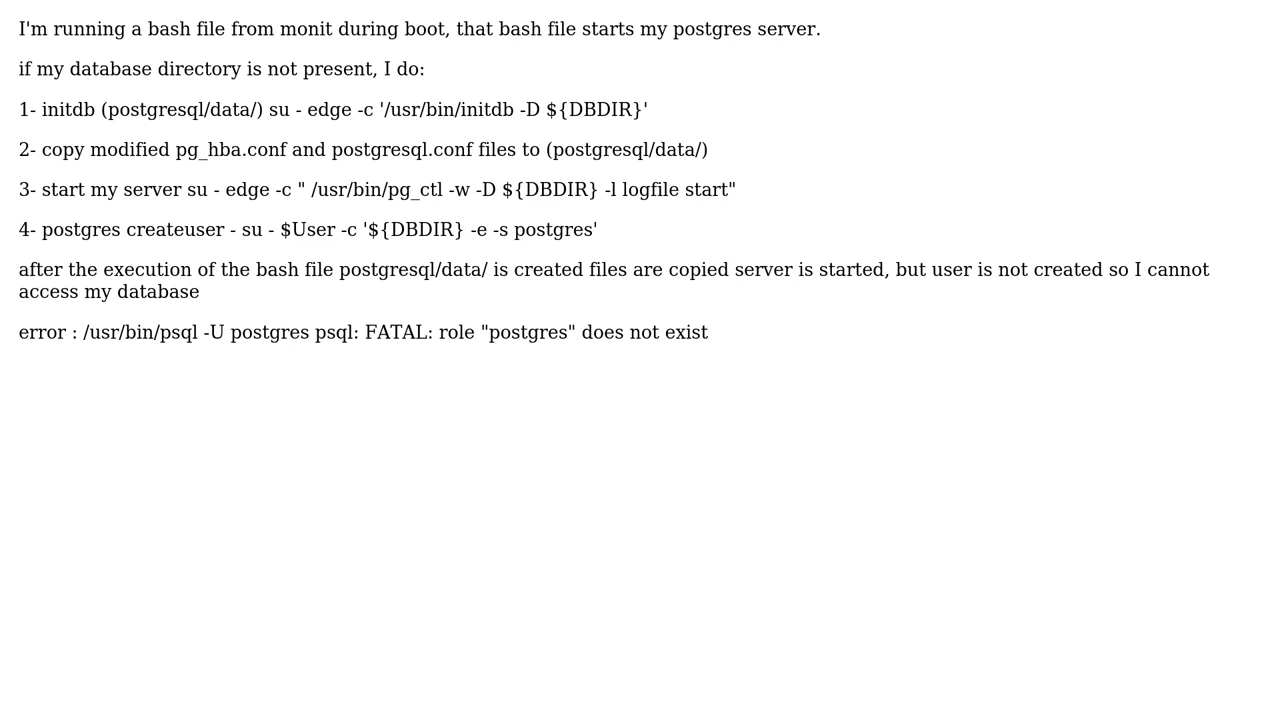 I'm running a bash file from monit during boot, that bash file starts my postgres server.
if my database directory is not present, I do:
1- initdb (postgresql/data/) su - edge -c '/usr/bin/initdb -D ${DBDIR}'
2- copy modified pg_hba.conf and postgresql.conf files to (postgresql/data/)
3- start my server su - edge -c " /usr/bin/pg_ctl -w -D ${DBDIR} -l logfile start"
4- postgres createuser - su - $User -c '${DBDIR} -e -s postgres'
after the execution of the bash file postgresql/data/ is created files are copied server is started, but user is not created so I cannot
access my database
error : /usr/bin/psql -U postgres psql: FATAL: role "postgres" does not exist